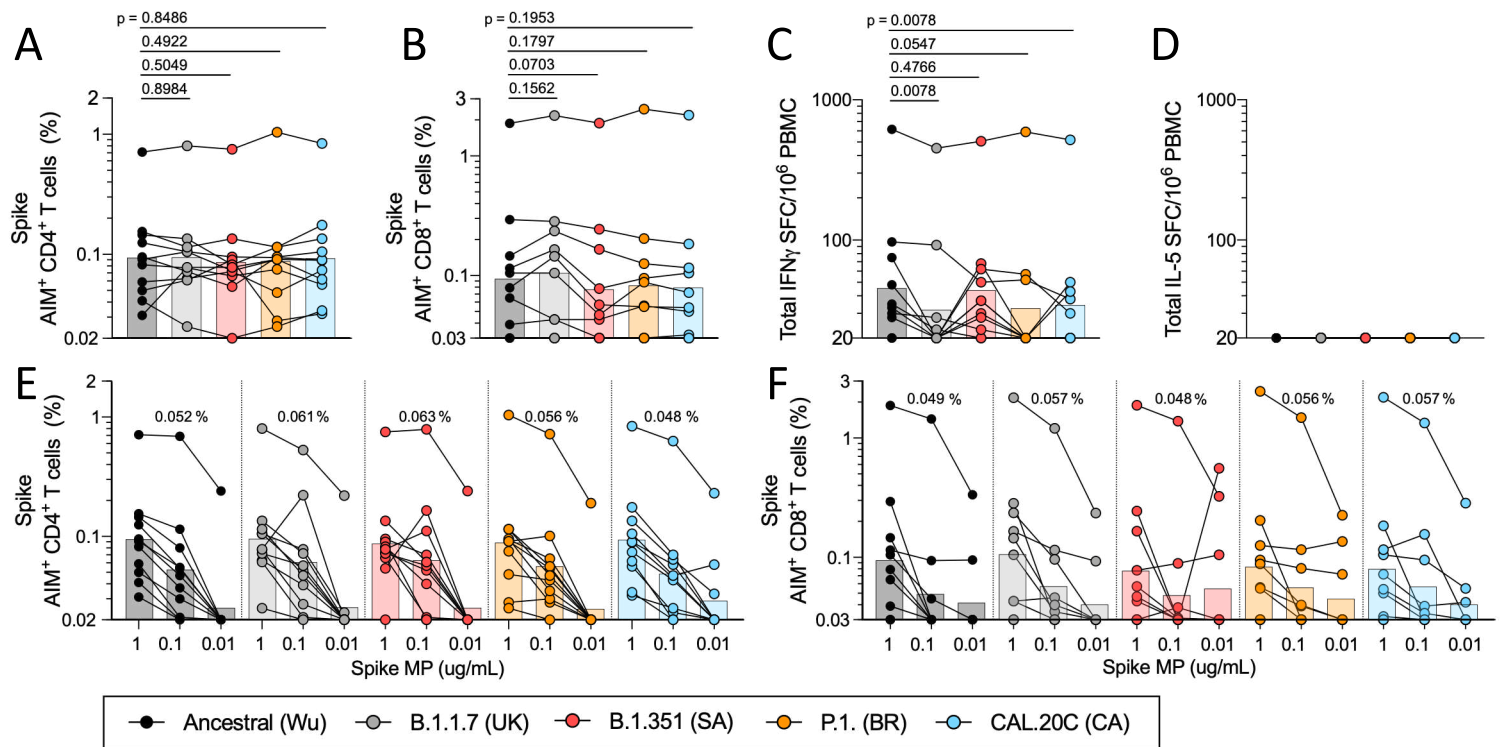 A
p = 0.8486
0.4922
0.5049
0.8984
Spike
AIM⁺ CD4⁺ T cells (%)
2
1
0.1
0.02
B
p = 0.1953
0.1797
0.0703
0.1562
Spike
AIM⁺ CD8⁺ T cells (%)
3
1
0.1
0.03
C
p = 0.0078
0.0547
0.4766
0.0078
Total IFNγ SFC/10⁶ PBMC
1000
100
20
D
Total IL-5 SFC/10⁶ PBMC
1000
100
20
E
Spike
AIM⁺ CD4⁺ T cells (%)
2
1
0.1
0.02
0.052 %
0.061 %
0.063 %
0.056 %
0.048 %
1 0.1 0.01 1 0.1 0.01 1 0.1 0.01 1 0.1 0.01 1 0.1 0.01
Spike MP (ug/mL)
F
Spike
AIM⁺ CD8⁺ T cells (%)
3
1
0.1
0.03
0.049 %
0.057 %
0.048 %
0.056 %
0.057 %
1 0.1 0.01 1 0.1 0.01 1 0.1 0.01 1 0.1 0.01 1 0.1 0.01
Spike MP (ug/mL)
Ancestral (Wu) B.1.1.7 (UK) B.1.351 (SA) P.1. (BR) CAL.20C (CA)